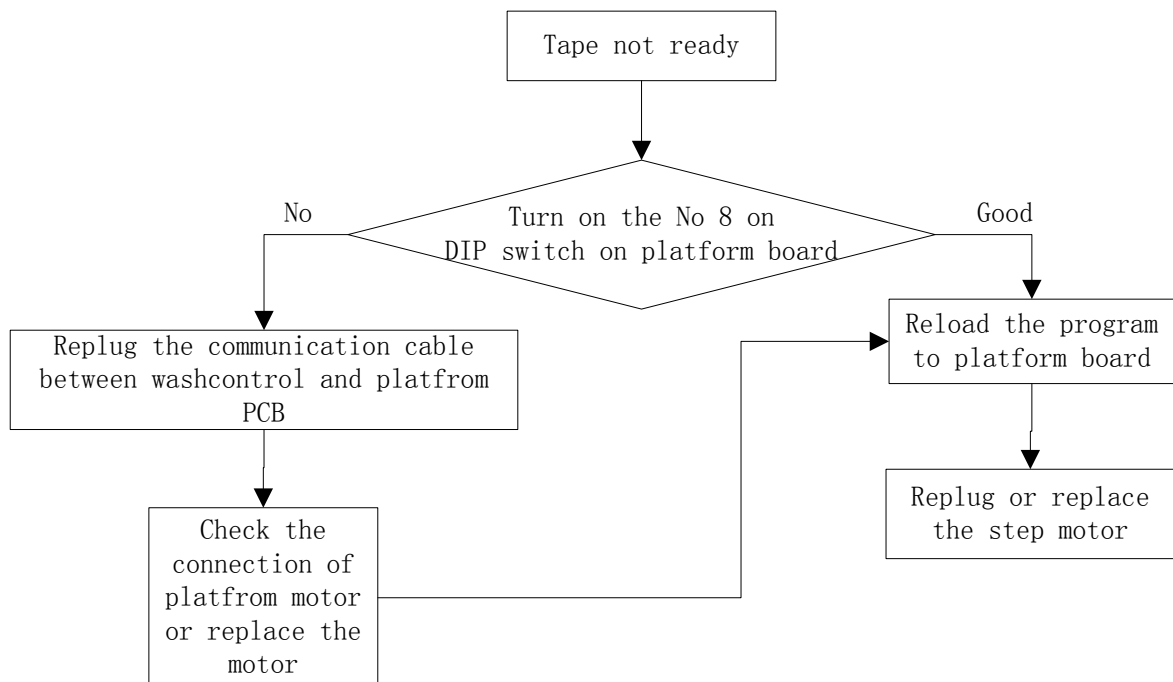 Tape not ready
Turn on the No 8 on
DIP switch on platform board
No
Good
Replug the communication cable
between washcontrol and platfrom
PCB
Reload the program
to platform board
Check the
connection of
platfrom motor
or replace the
motor
Replug or replace
the step motor